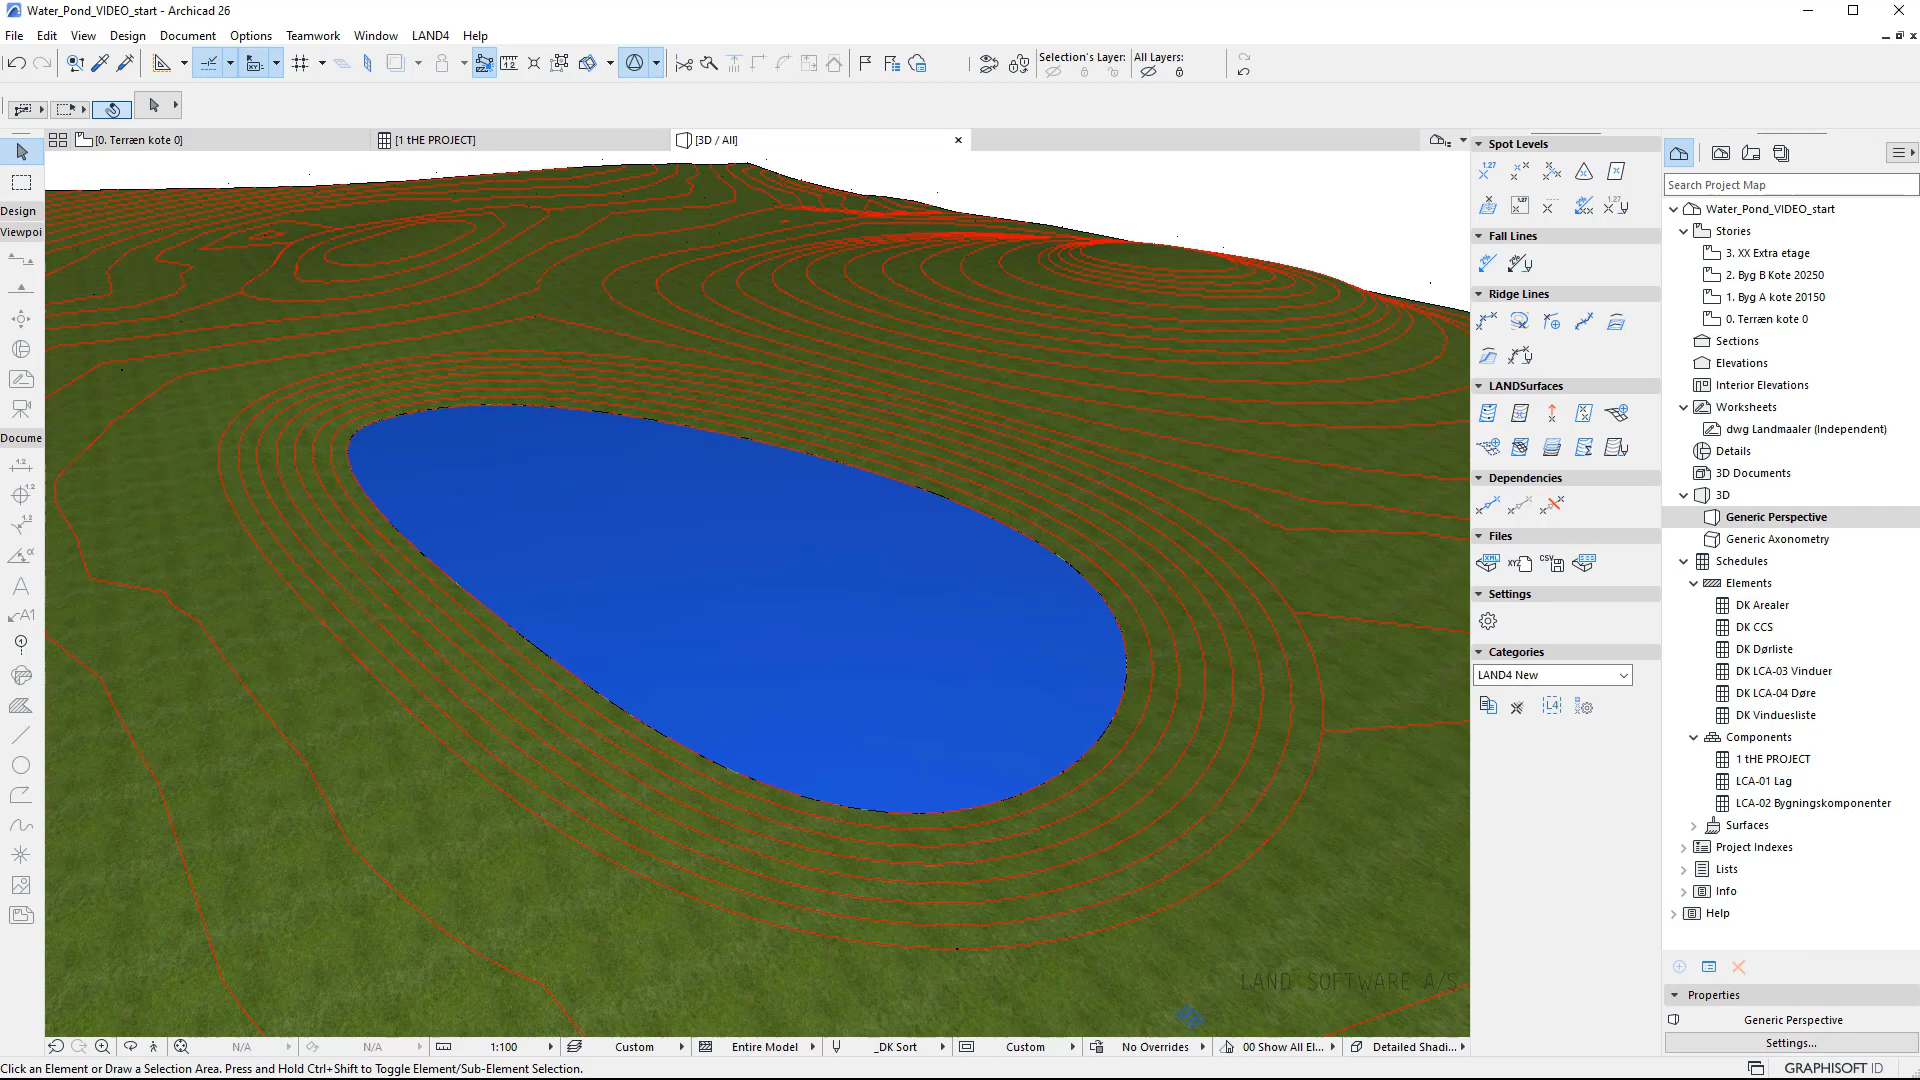 Water_Pond_VIDEO_start - Archicad 26
File Edit View Design Document Options Teamwork Window LAND4 Help
Selection's Layer: All Layers:
[0. Terræn kote 0] [1 tHE PROJECT] [3D / All]
Design
Viewpoi
Docume
Spot Levels
Fall Lines
Ridge Lines
LANDSurfaces
Dependencies
Files
Settings
Categories
LAND4 New
Search Project Map
Water_Pond_VIDEO_start
Stories
3. XX Extra etage
2. Byg B Kote 20250
1. Byg A kote 20150
0. Terræn kote 0
Sections
Elevations
Interior Elevations
Worksheets
dwg Landmaaler (Independent)
Details
3D Documents
3D
Generic Perspective
Generic Axonometry
Schedules
Elements
DK Arealer
DK CCS
DK Dørliste
DK LCA-03 Vinduer
DK LCA-04 Døre
DK Vinduesliste
Components
1 tHE PROJECT
LCA-01 Lag
LCA-02 Bygningskomponenter
Surfaces
Project Indexes
Lists
Info
Help
Properties
Generic Perspective
Settings...
LAND SOFTWARE A/S
N/A N/A 1:100 Custom Entire Model _DK Sort Custom No Overrides 00 Show All El... Detailed Shadi...
Click an Element or Draw a Selection Area. Press and Hold Ctrl+Shift to Toggle Element/Sub-Element Selection.
GRAPHISOFT ID